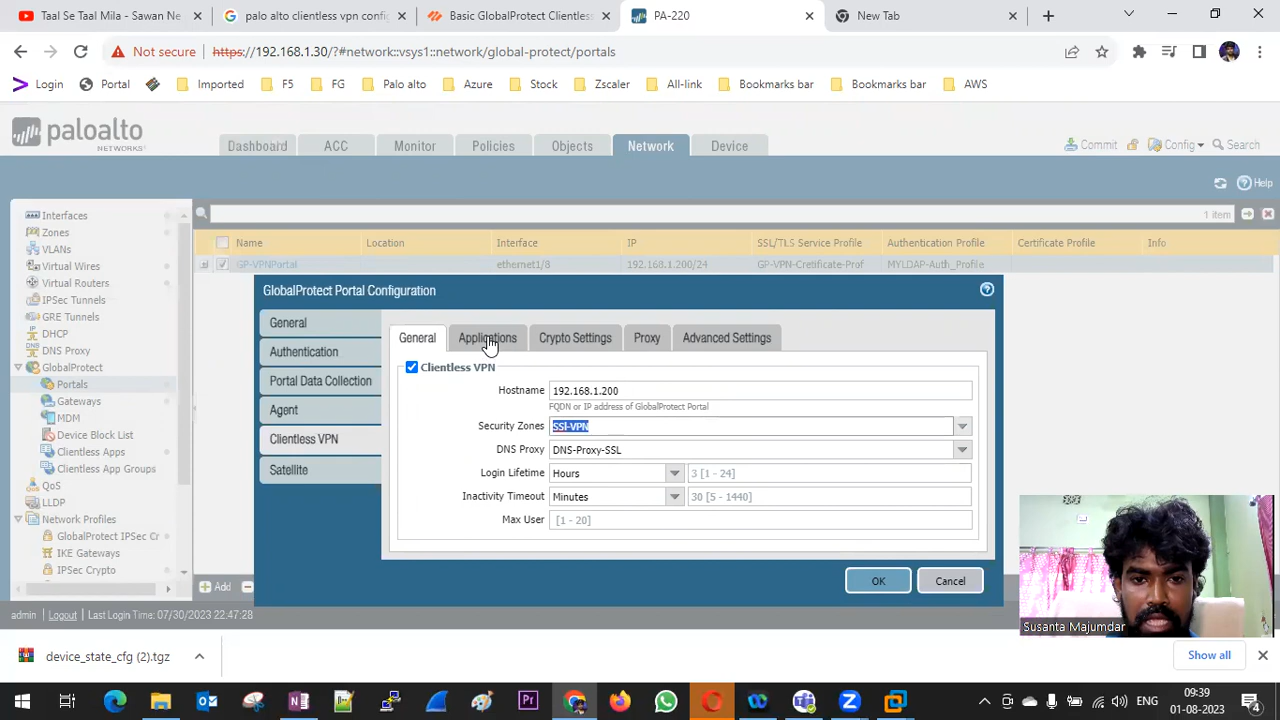 Taal Se Taal Mila - Sawan Ne
palo alto clientless vpn config
Basic GlobalProtect Clientless
PA-220
New Tab
Not secure https://192.168.1.30/?#network::vsys1::network/global-protect/portals
Login
Portal
Imported
F5
FG
Palo alto
Azure
Stock
Zscaler
All-link
Bookmarks bar
Bookmarks bar
AWS
paloalto
NETWORKS
Dashboard
ACC
Monitor
Policies
Objects
Network
Device
Commit
Config
Search
Help
Interfaces
Zones
VLANs
Virtual Wires
Virtual Routers
IPSec Tunnels
GRE Tunnels
DHCP
DNS Proxy
GlobalProtect
Portals
Gateways
MDM
Device Block List
Clientless Apps
Clientless App Groups
QoS
LLDP
Network Profiles
GlobalProtect IPSec Cr
IKE Gateways
IPSec Crypto
1 item
Name Location Interface IP SSL/TLS Service Profile Authentication Profile Certificate Profile Info
GP-VPNPortal ethernet1/8 192.168.1.200/24 GP-VPN-Cretificate-Prof MYLDAP-Auth_Profile
GlobalProtect Portal Configuration
General
Authentication
Portal Data Collection
Agent
Clientless VPN
Satellite
General
Applications
Crypto Settings
Proxy
Advanced Settings
Clientless VPN
Hostname 192.168.1.200
FQDN or IP address of GlobalProtect Portal
Security Zones SSl-VPN
DNS Proxy DNS-Proxy-SSL
Login Lifetime Hours 3 [1 - 24]
Inactivity Timeout Minutes 30 [5 - 1440]
Max User [1 - 20]
OK
Cancel
Add
admin Logout Last Login Time: 07/30/2023 22:47:28
Susanta Majumdar
device_state_cfg (2).tgz
Show all
Pr
ENG
09:39
01-08-2023
4